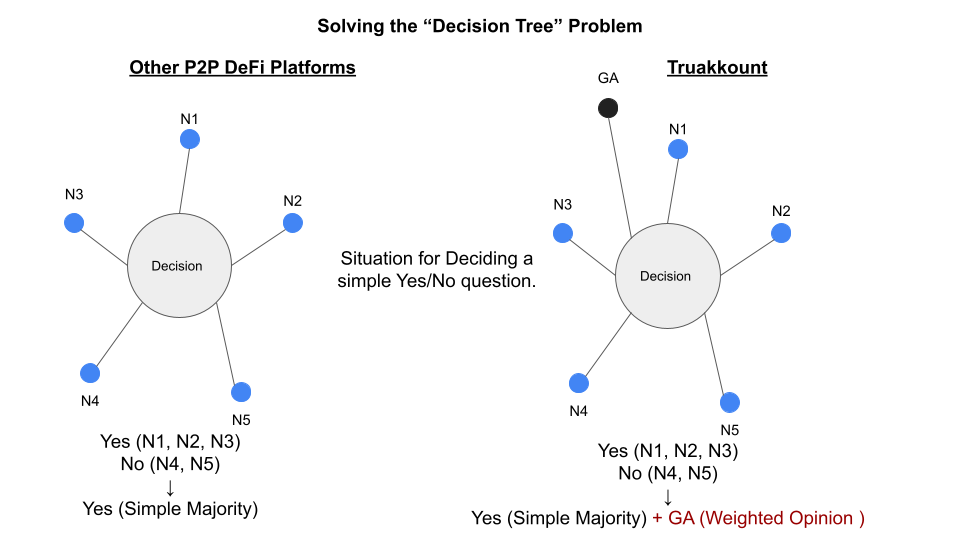 Solving the “Decision Tree” Problem
Other P2P DeFi Platforms
N1
N3
N2
Decision
N4
N5
Yes (N1, N2, N3)
No (N4, N5)
↓
Yes (Simple Majority)
Situation for Deciding a
simple Yes/No question.
Truakkount
GA
N1
N3
N2
Decision
N4
N5
Yes (N1, N2, N3)
No (N4, N5)
↓
Yes (Simple Majority) + GA (Weighted Opinion )